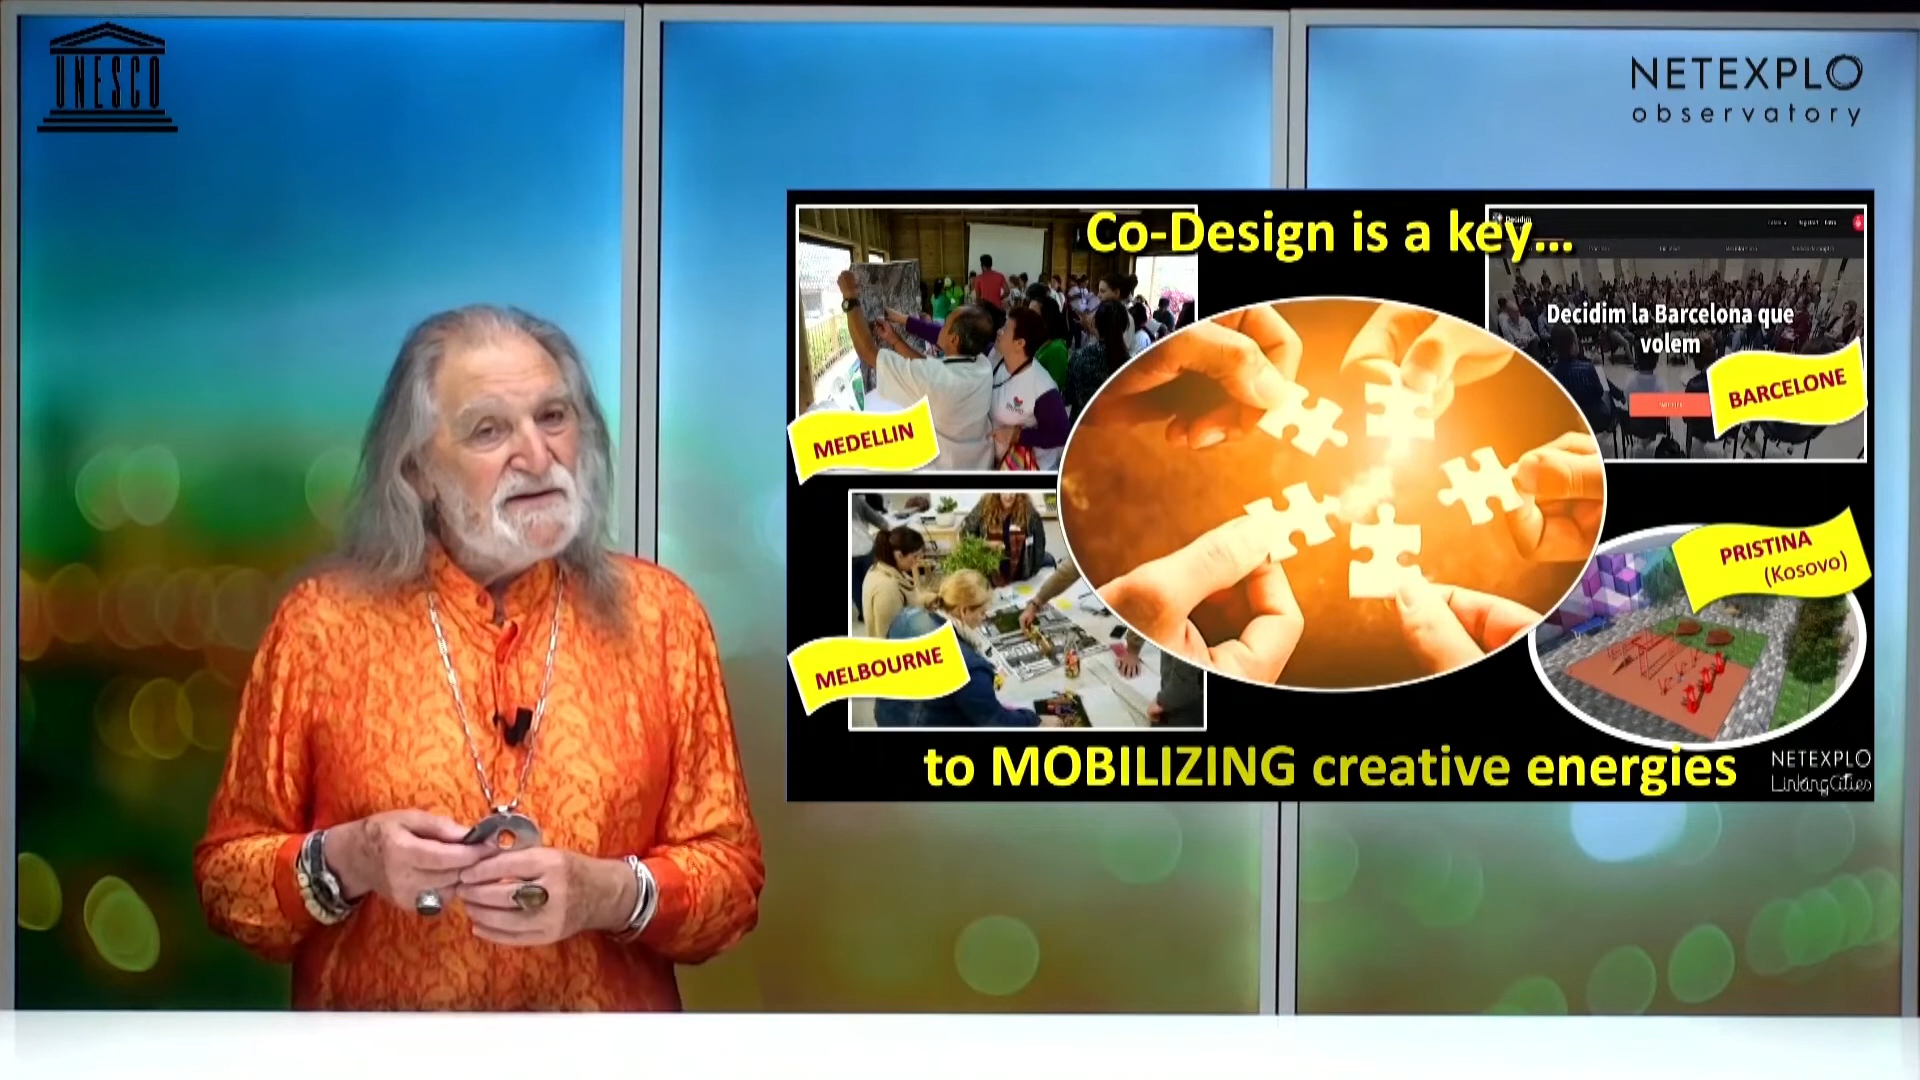 UNESCO
NETEXPLO
observatory
Co-Design is a key...
Decidim
Decidim la Barcelona que
volem
BARCELONE
MEDELLIN
PRISTINA
(Kosovo)
MELBOURNE
to MOBILIZING creative energies
NETEXPLO
LinkingCities